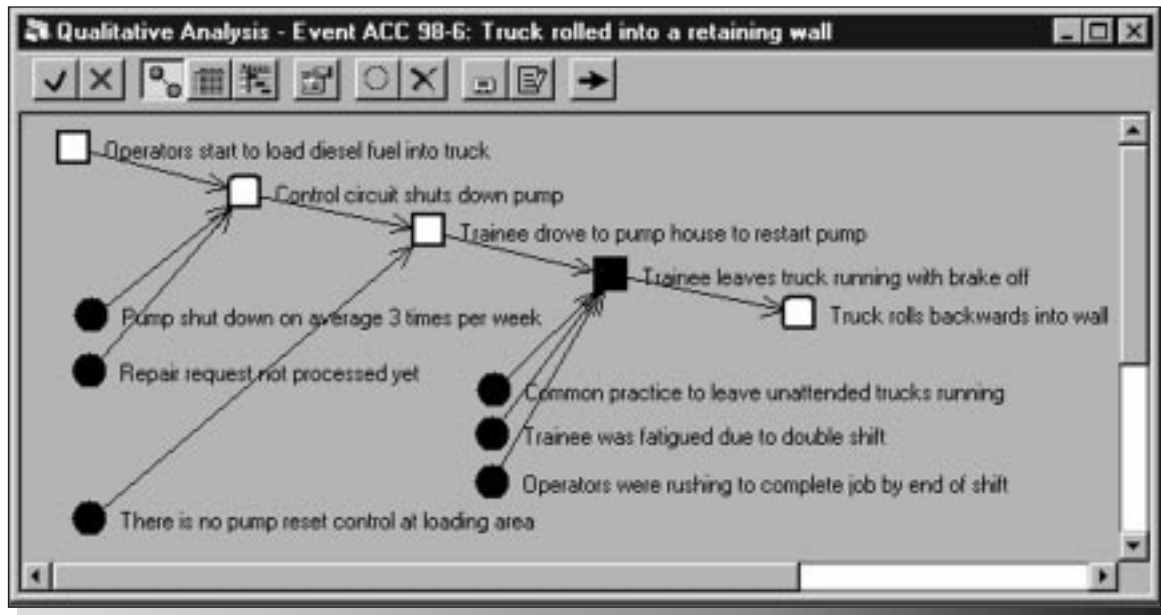 Qualitative Analysis - Event ACC 98-6: Truck rolled into a retaining wall
Operators start to load diesel fuel into truck
Control circuit shuts down pump
Trainee drove to pump house to restart pump
Trainee leaves truck running with brake off
Truck rolls backwards into wall
Pump shut down on average 3 times per week
Repair request not processed yet
Common practice to leave unattended trucks running
Trainee was fatigued due to double shift
Operators were rushing to complete job by end of shift
There is no pump reset control at loading area